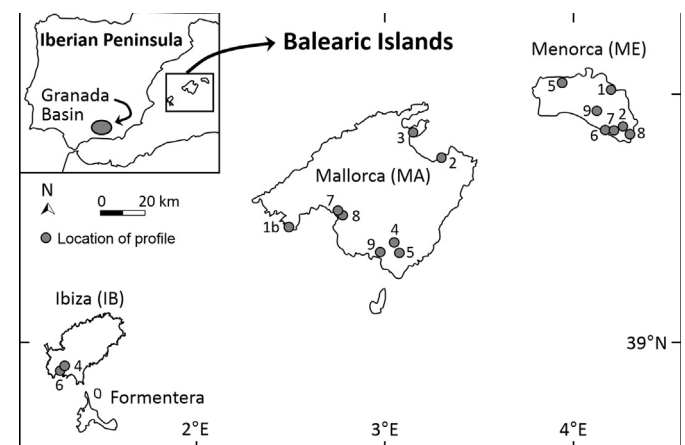 Iberian Peninsula
Balearic Islands
Granada
Basin
Menorca (ME)
5
1
9
7
2
6
8
3
2
Mallorca (MA)
7
8
1b
4
9
5
N
0 20 km
Location of profile
Ibiza (IB)
4
6
Formentera
39°N
2°E
3°E
4°E